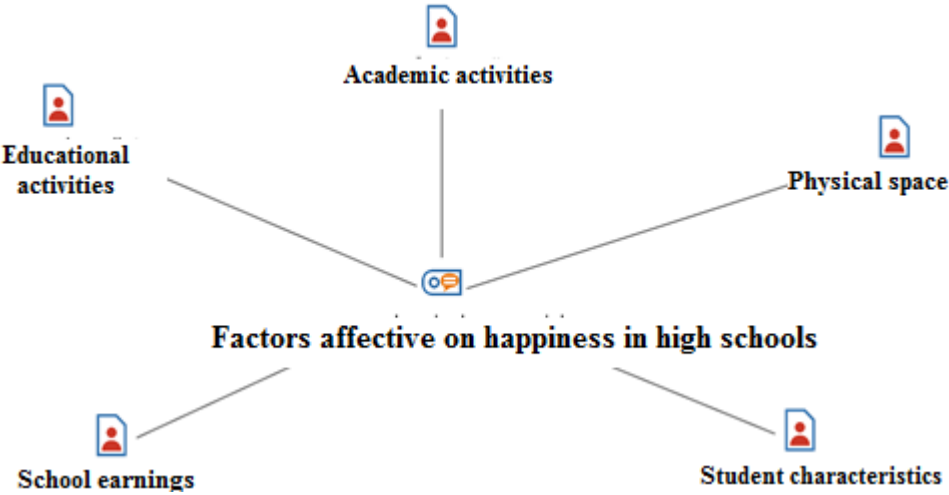 Academic activities
Educational
activities
Physical space
Factors affective on happiness in high schools
School earnings
Student characteristics